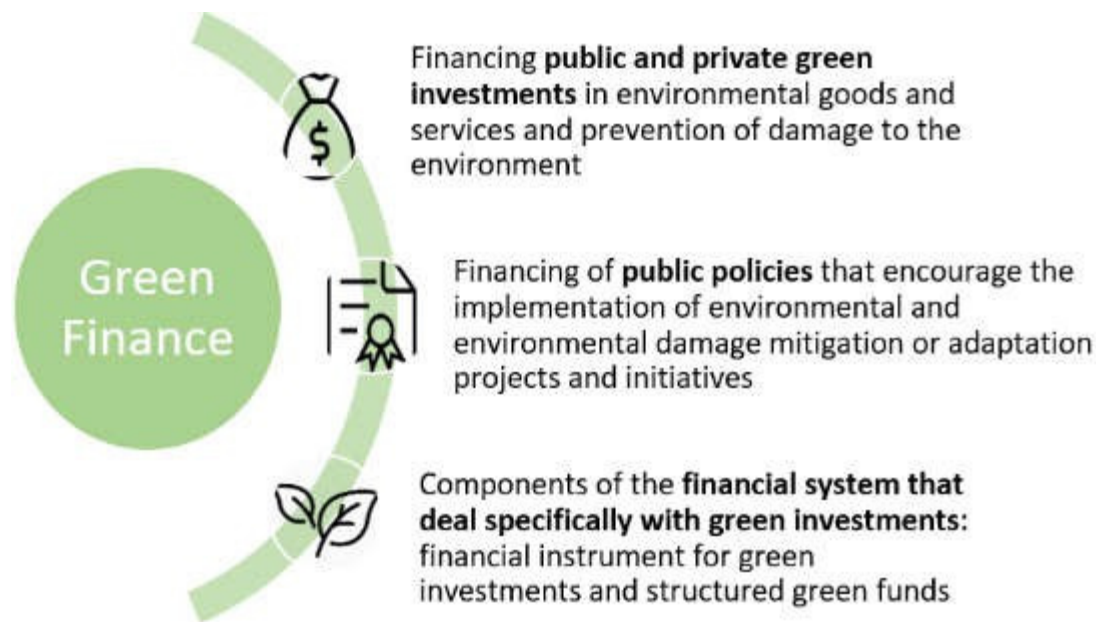 Green
Finance
Financing public and private green
investments in environmental goods and
services and prevention of damage to the
environment
Financing of public policies that encourage the
implementation of environmental and
environmental damage mitigation or adaptation
projects and initiatives
Components of the financial system that
deal specifically with green investments:
financial instrument for green
investments and structured green funds
$